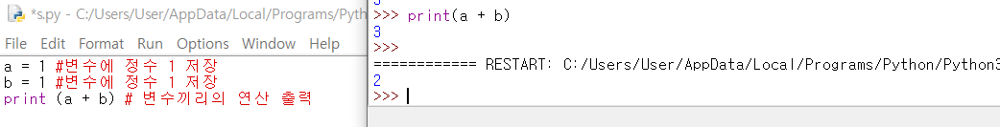 *s.py - C:/Users/User/AppData/Local/Programs/Pytho
File Edit Format Run Options Window Help
a = 1 #변수에 정수 1 저장
b = 1 #변수에 정수 1 저장
print (a + b) # 변수끼리의 연산 출력
>>> print(a + b)
3
>>>
============ RESTART: C:/Users/User/AppData/Local/Programs/Python/Python3
2
>>>